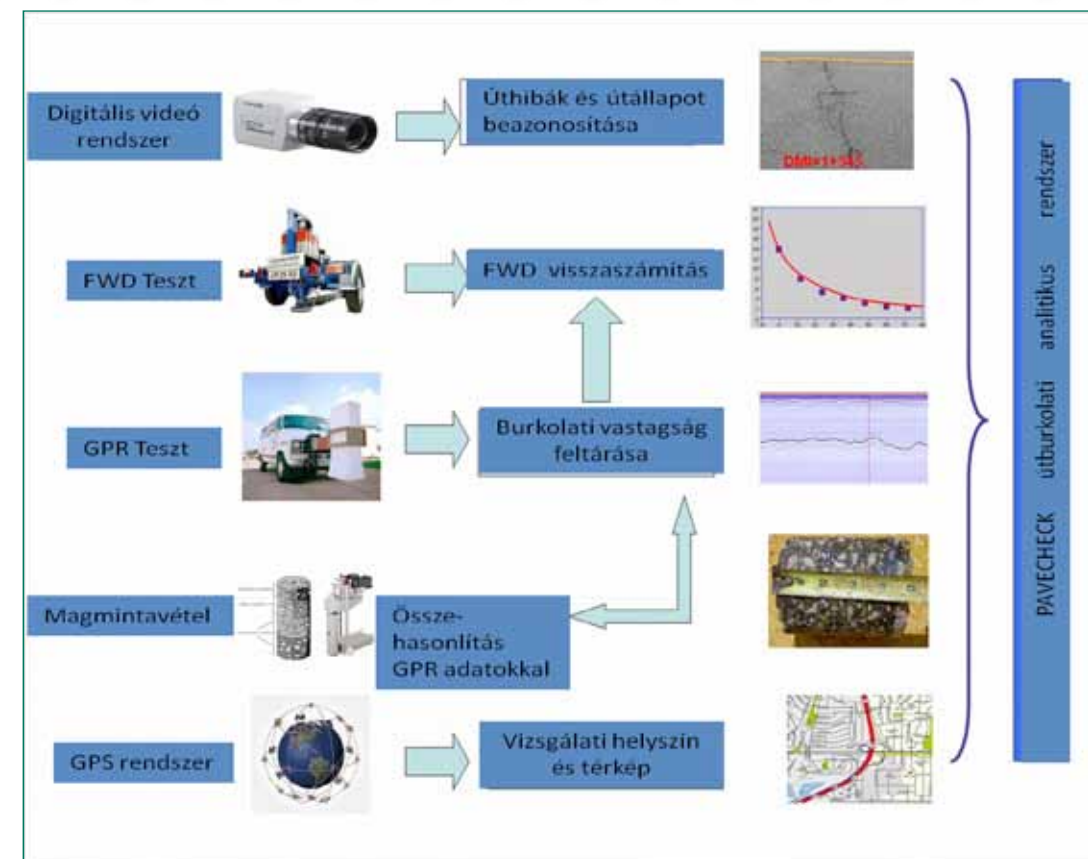 Digitális videó
rendszer
Úthibák és útállapot
beazonosítása
DMI=1+345
FWD Teszt
FWD visszaszámítás
GPR Teszt
Burkolati vastagság
feltárása
Magmintavétel
25
Össze-
hasonlítás
GPR adatokkal
GPS rendszer
Vizsgálati helyszín
és térkép
PAVECHECK útburkolati analitikus rendszer